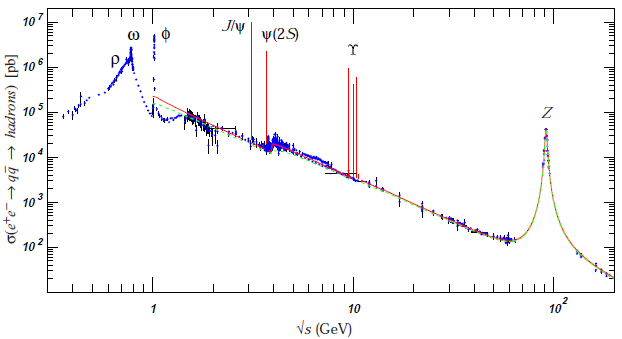 J/ψ ψ(2S)
ω ϕ
ρ
ϒ
Z
σ(e⁺e⁻→qq̄ → hadrons) [pb]
10⁷
10⁶
10⁵
10⁴
10³
10²
1 10 10²
√s (GeV)